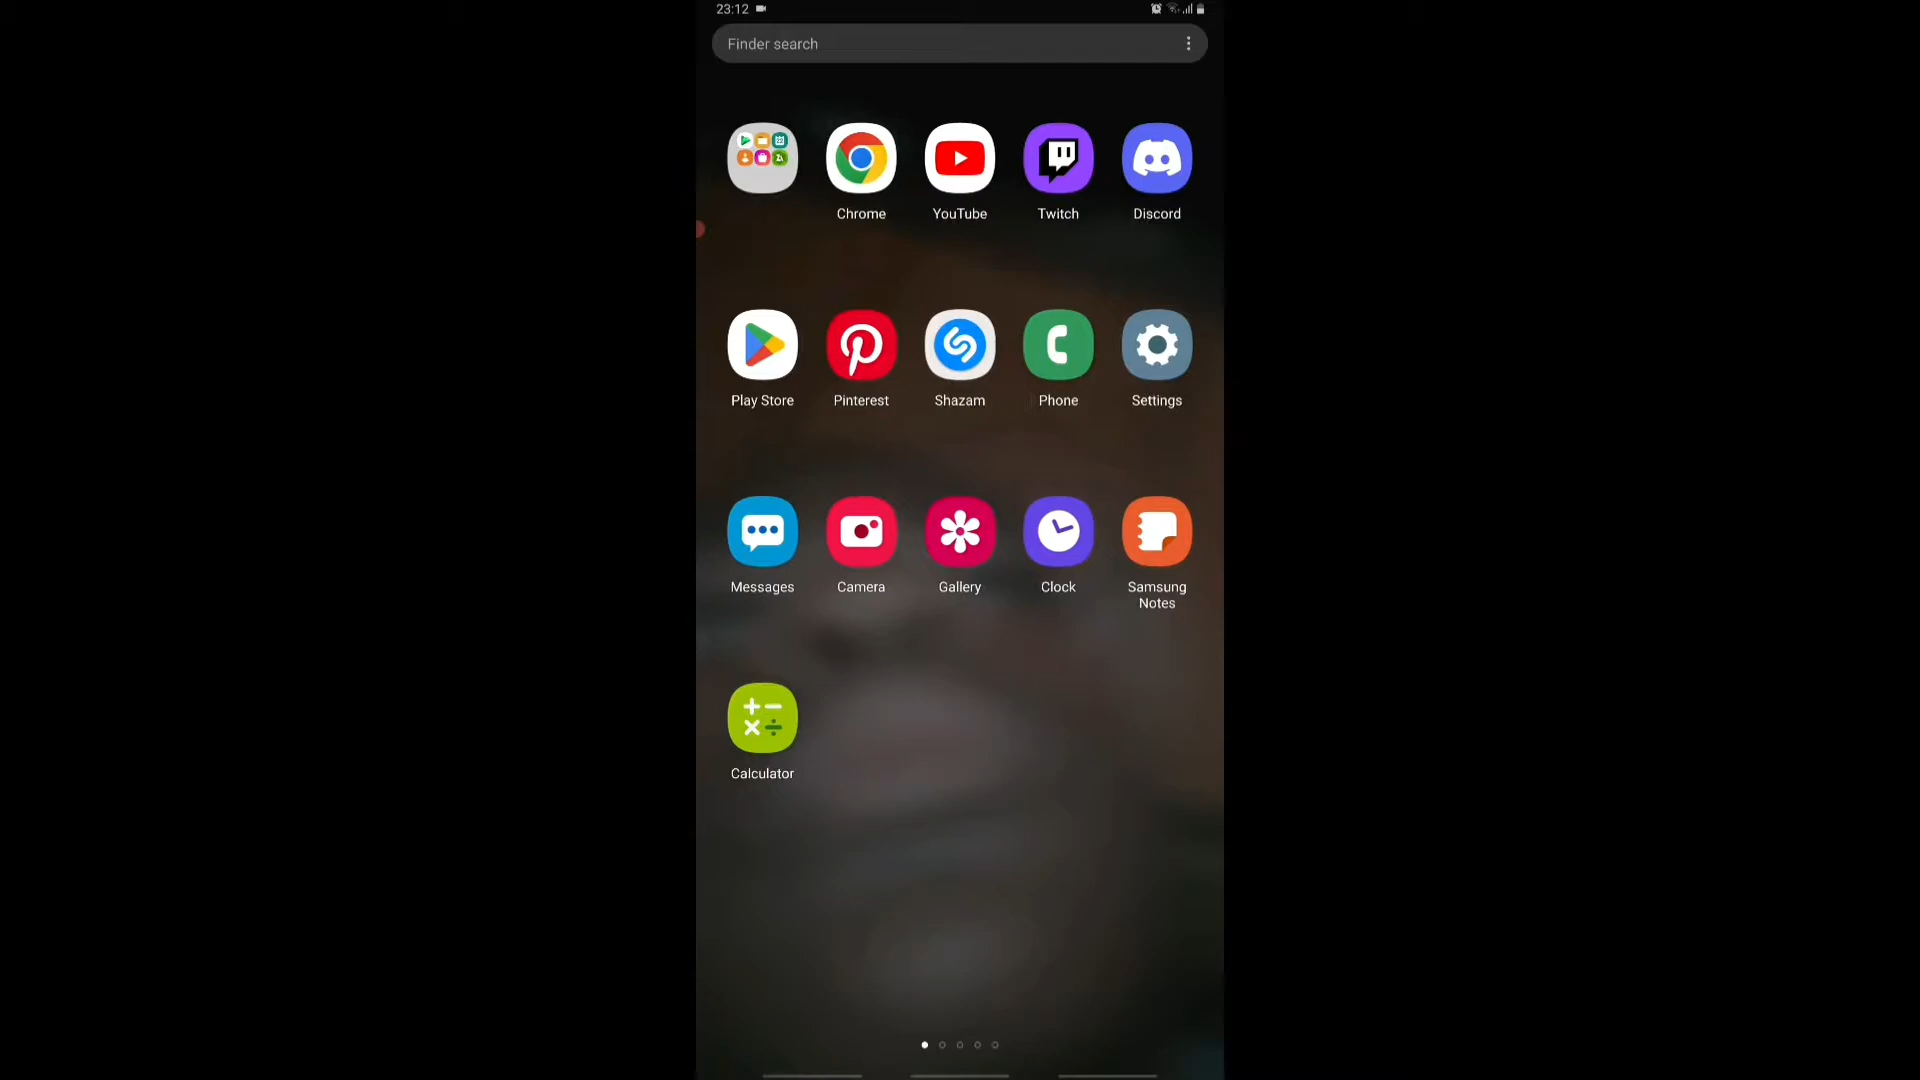 23:12
Finder search
Chrome
YouTube
Twitch
Discord
Play Store
Pinterest
Shazam
Phone
Settings
Messages
Camera
Gallery
Clock
Samsung
Notes
Calculator